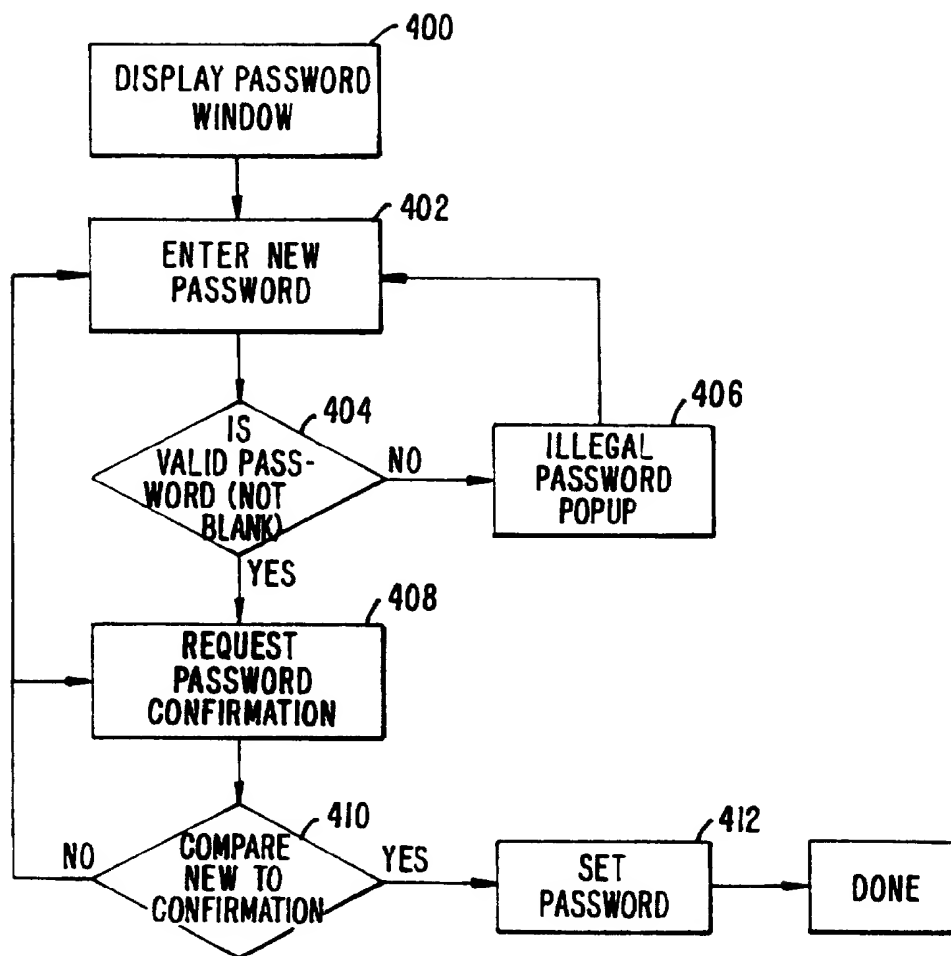 400
DISPLAY PASSWORD
WINDOW
402
ENTER NEW
PASSWORD
404
IS
VALID PASS-
WORD (NOT
BLANK)
NO
406
ILLEGAL
PASSWORD
POPUP
YES
408
REQUEST
PASSWORD
CONFIRMATION
410
COMPARE
NEW TO
CONFIRMATION
NO
YES
412
SET
PASSWORD
DONE